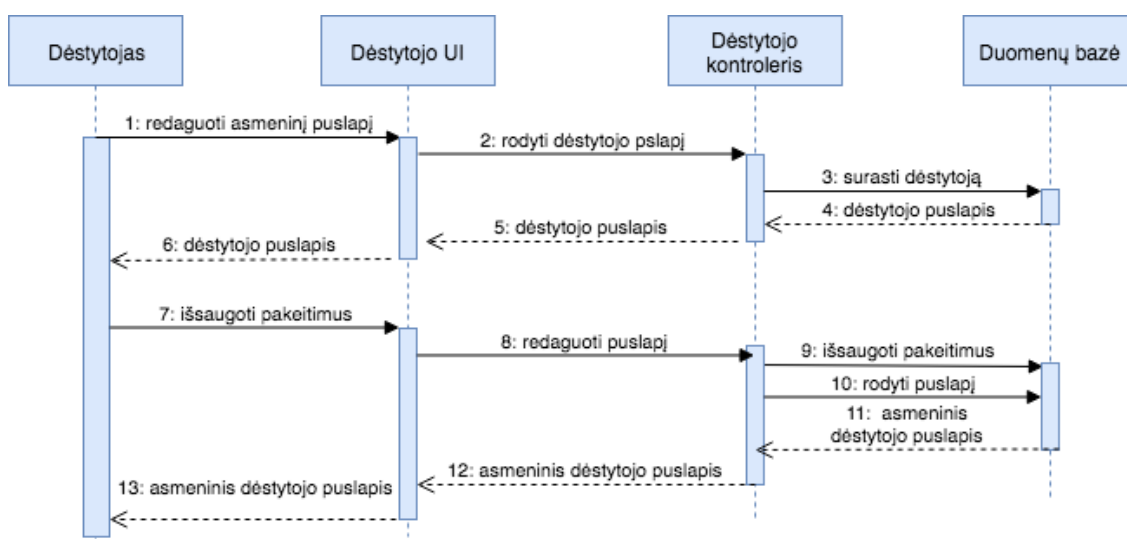 Dėstytojas
Dėstytojo UI
Dėstytojo
kontroleris
Duomenų bazė
1: redaguoti asmeninį puslapį
2: rodyti dėstytojo pslapį
3: surasti dėstytoją
4: dėstytojo puslapis
5: dėstytojo puslapis
6: dėstytojo puslapis
7: išsaugoti pakeitimus
8: redaguoti puslapį
9: išsaugoti pakeitimus
10: rodyti puslapį
11: asmeninis
dėstytojo puslapis
12: asmeninis dėstytojo puslapis
13: asmeninis dėstytojo puslapis